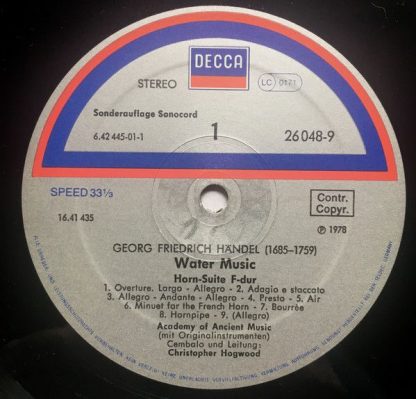 DECCA
STEREO
LC 0171
Sonderauflage Sonocord
6.42 445-01-1
1
26 048-9
SPEED 33⅓
Contr.
Copyr.
16.41 435
Ⓟ 1978
GEORG FRIEDRICH HÄNDEL (1685–1759)
Water Music
Horn-Suite F-dur
1. Overture. Largo - Allegro - 2. Adagio e staccato
3. Allegro - Andante - Allegro - 4. Presto - 5. Air
6. Minuet for the French Horn - 7. Bourrèe
8. Hornpipe - 9. (Allegro)
Academy of Ancient Music
(mit Originalinstrumenten)
Cembalo und Leitung:
Christopher Hogwood